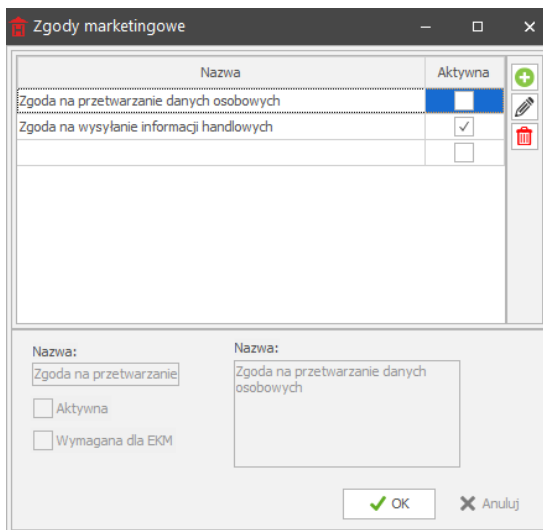 Zgody marketingowe
Nazwa Aktywna
Zgoda na przetwarzanie danych osobowych
Zgoda na wysyłanie informacji handlowych
Nazwa:
Zgoda na przetwarzanie
Aktywna
Wymagana dla EKM
Nazwa:
Zgoda na przetwarzanie danych
osobowych
OK Anuluj